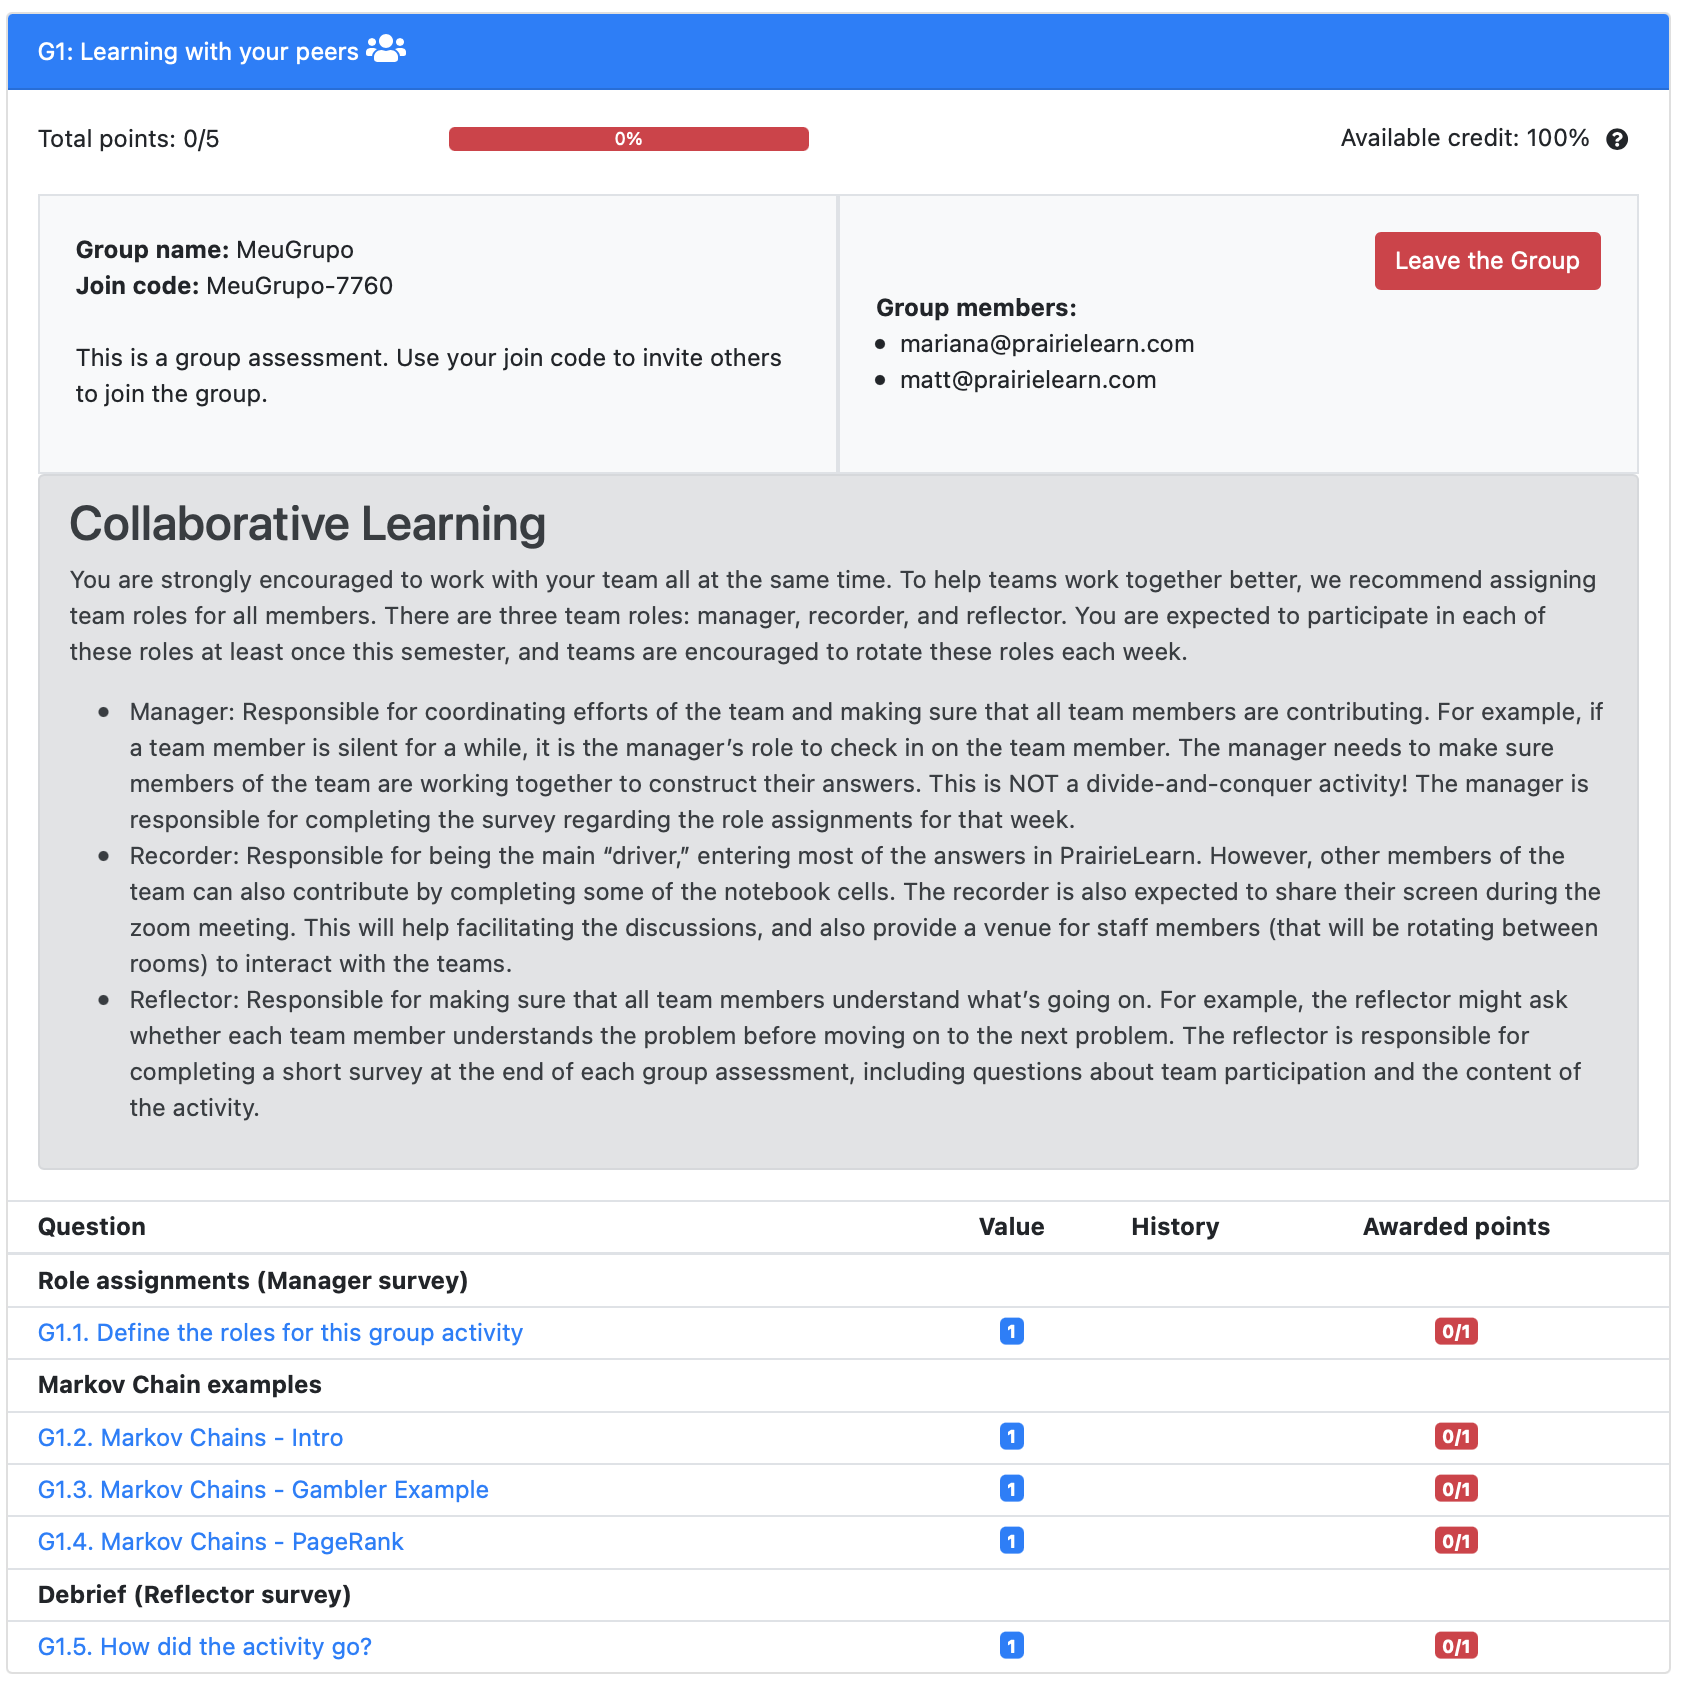 G1: Learning with your peers
Total points: 0/5
0%
Available credit: 100%
?
Group name: MeuGrupo
Join code: MeuGrupo-7760
This is a group assessment. Use your join code to invite others
to join the group.
Leave the Group
Group members:
mariana@prairielearn.com
matt@prairielearn.com
Collaborative Learning
You are strongly encouraged to work with your team all at the same time. To help teams work together better, we recommend assigning
team roles for all members. There are three team roles: manager, recorder, and reflector. You are expected to participate in each of
these roles at least once this semester, and teams are encouraged to rotate these roles each week.
Manager: Responsible for coordinating efforts of the team and making sure that all team members are contributing. For example, if
a team member is silent for a while, it is the manager’s role to check in on the team member. The manager needs to make sure
members of the team are working together to construct their answers. This is NOT a divide-and-conquer activity! The manager is
responsible for completing the survey regarding the role assignments for that week.
Recorder: Responsible for being the main “driver,” entering most of the answers in PrairieLearn. However, other members of the
team can also contribute by completing some of the notebook cells. The recorder is also expected to share their screen during the
zoom meeting. This will help facilitating the discussions, and also provide a venue for staff members (that will be rotating between
rooms) to interact with the teams.
Reflector: Responsible for making sure that all team members understand what’s going on. For example, the reflector might ask
whether each team member understands the problem before moving on to the next problem. The reflector is responsible for
completing a short survey at the end of each group assessment, including questions about team participation and the content of
the activity.
Question Value History Awarded points
Role assignments (Manager survey)
G1.1. Define the roles for this group activity 1 0/1
Markov Chain examples
G1.2. Markov Chains - Intro 1 0/1
G1.3. Markov Chains - Gambler Example 1 0/1
G1.4. Markov Chains - PageRank 1 0/1
Debrief (Reflector survey)
G1.5. How did the activity go? 1 0/1